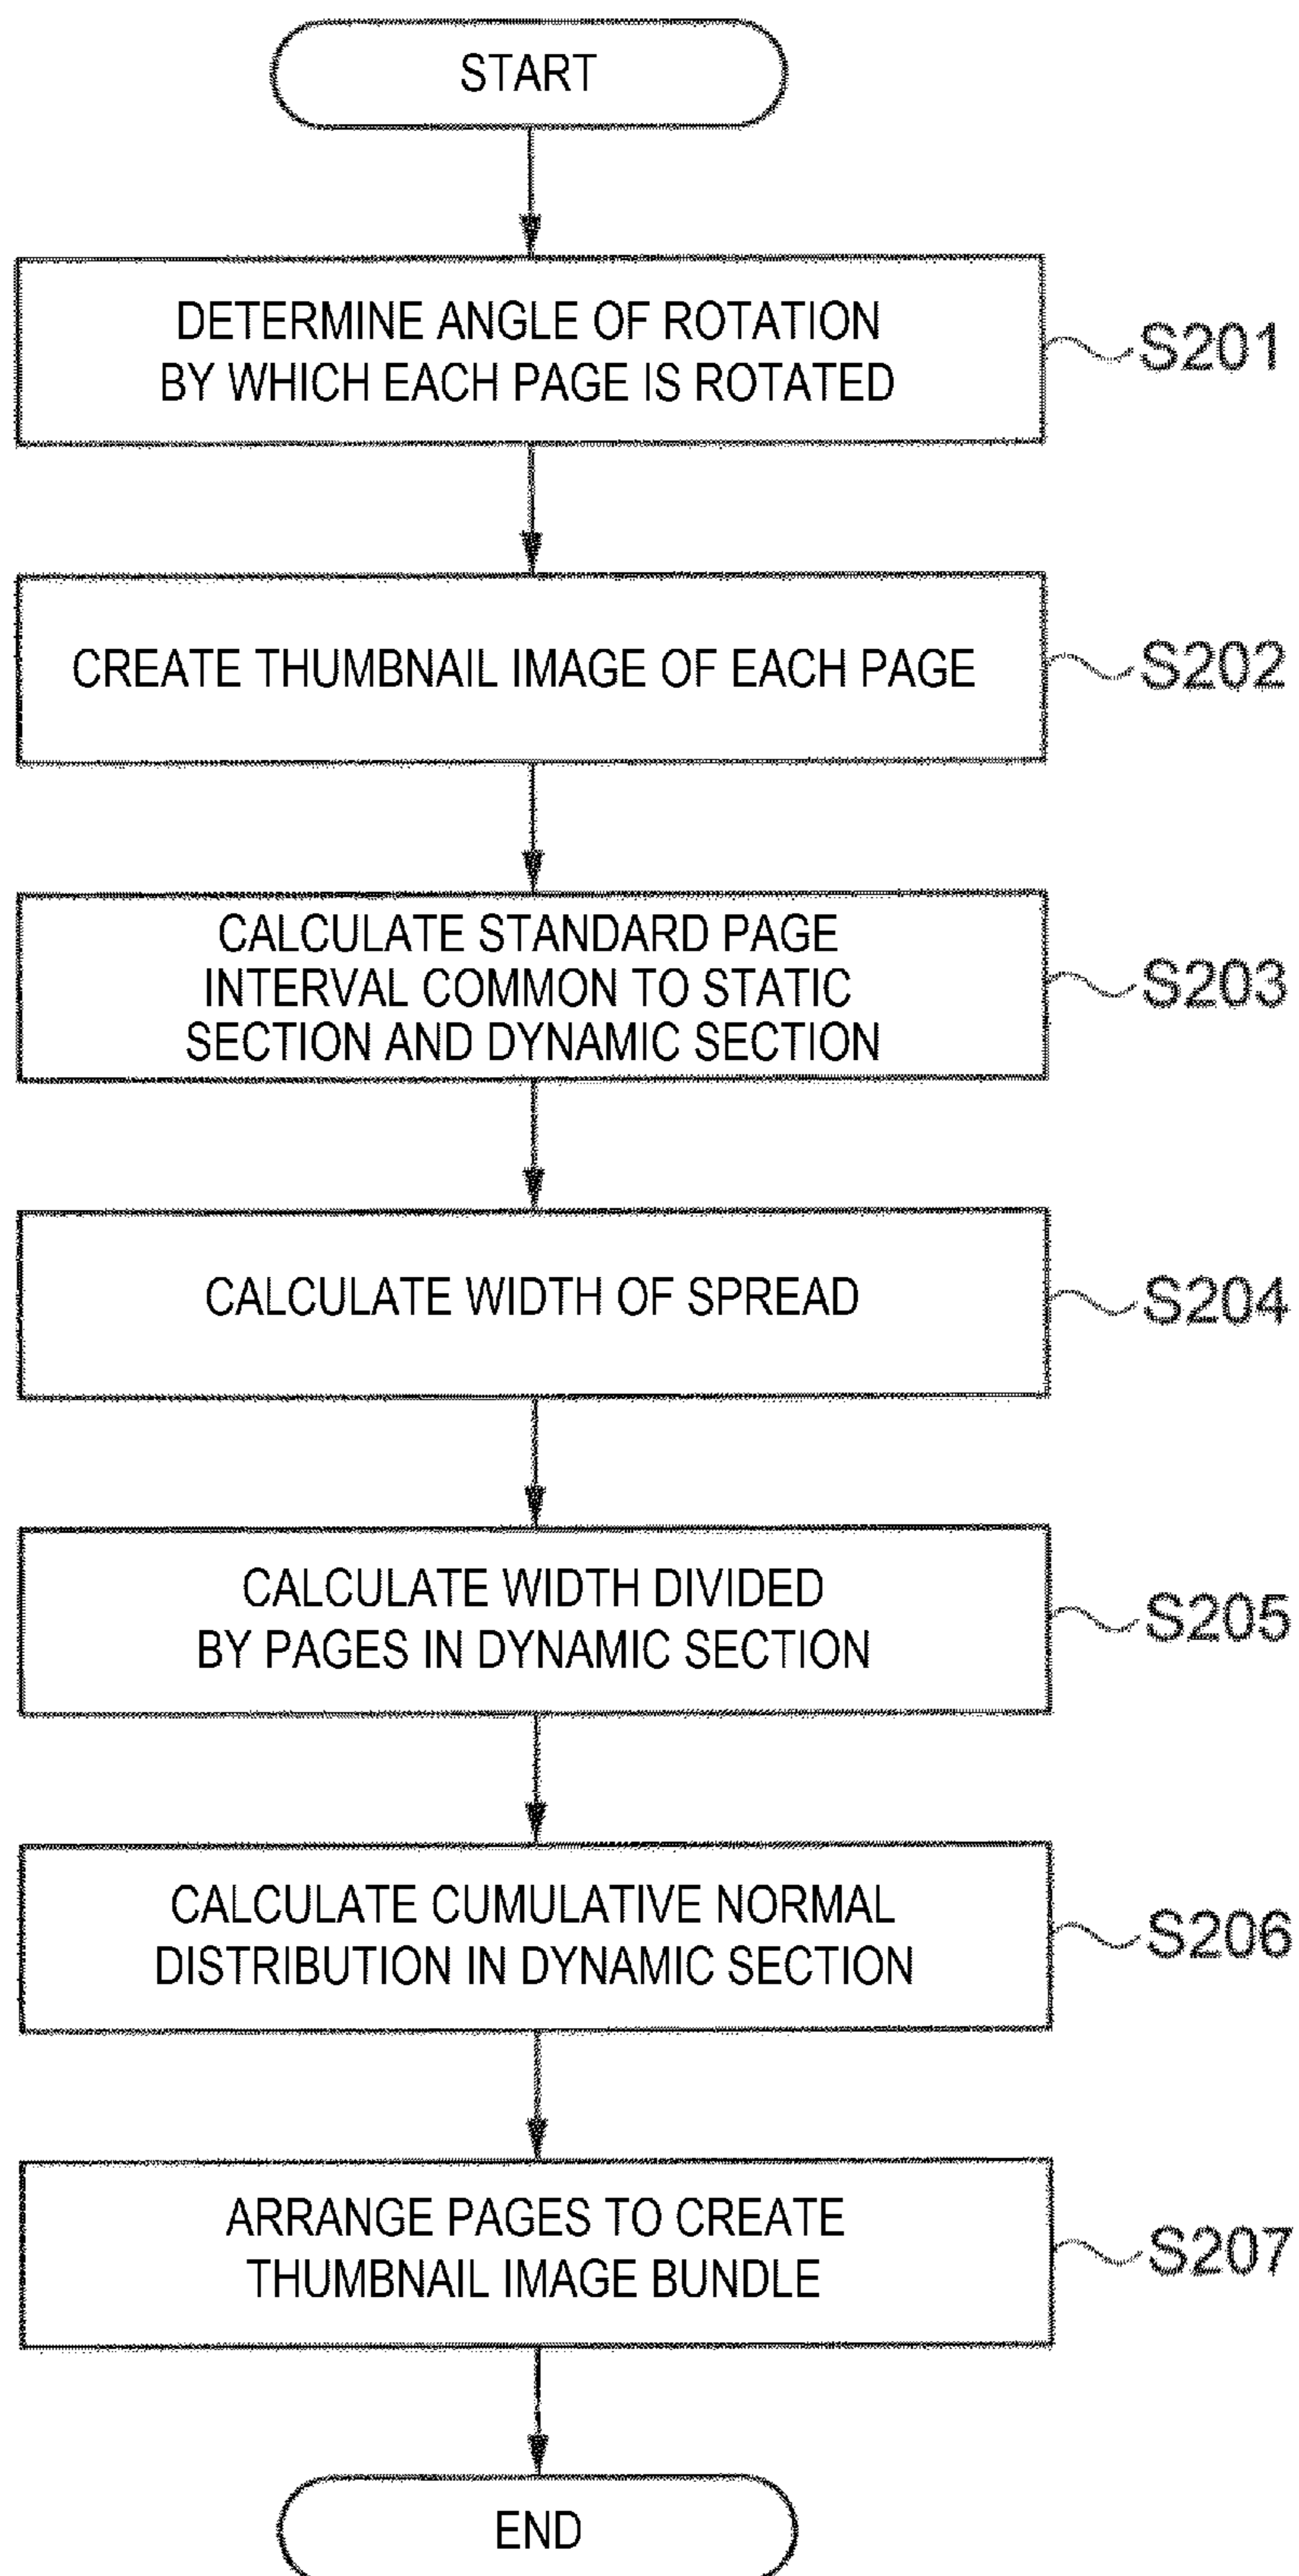 START
DETERMINE ANGLE OF ROTATION
BY WHICH EACH PAGE IS ROTATED
S201
CREATE THUMBNAIL IMAGE OF EACH PAGE
S202
CALCULATE STANDARD PAGE
INTERVAL COMMON TO STATIC
SECTION AND DYNAMIC SECTION
S203
CALCULATE WIDTH OF SPREAD
S204
CALCULATE WIDTH DIVIDED
BY PAGES IN DYNAMIC SECTION
S205
CALCULATE CUMULATIVE NORMAL
DISTRIBUTION IN DYNAMIC SECTION
S206
ARRANGE PAGES TO CREATE
THUMBNAIL IMAGE BUNDLE
S207
END